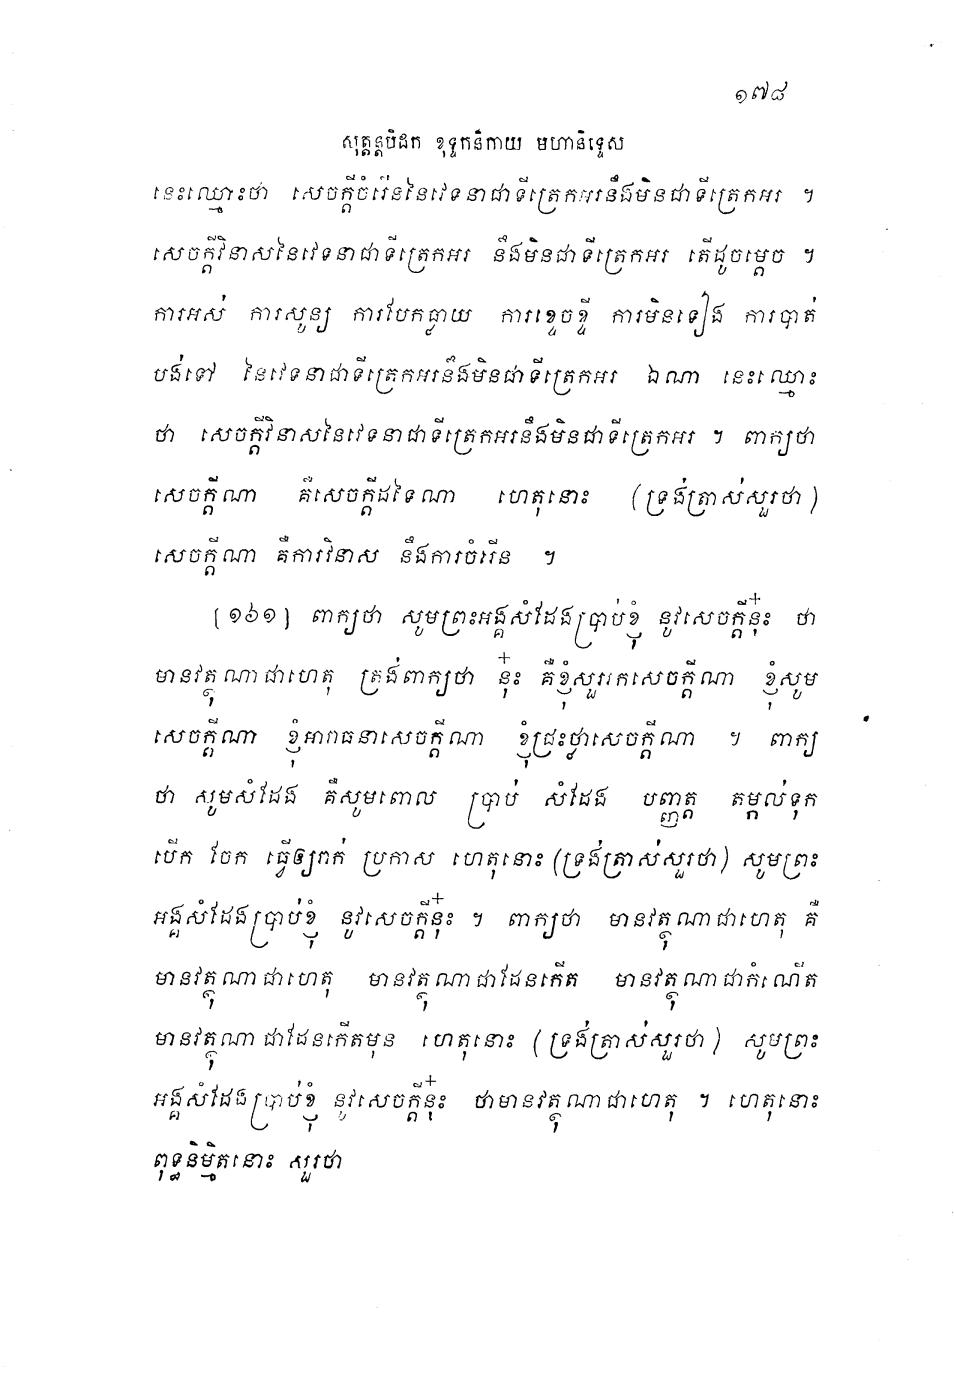 ១៧៨
សុត្តន្តបិដក ខុទ្ទកនិកាយ មហានិទ្ទេស
នេះឈ្មោះថា សេចក្តីចំរើននៃវេទនាជាទីត្រេកអរនឹងមិនជាទីត្រេកអរ ។
សេចក្តីវិនាសនៃវេទនាជាទីត្រេកអរ នឹងមិនជាទីត្រេកអរ តើដូចម្តេច ។
ការអស់ ការសូន្យ ការបែកធ្លាយ ការខ្ទេចខ្ទី ការមិនទៀង ការបាត់
បង់ទៅ នៃវេទនាជាទីត្រេកអរនឹងមិនជាទីត្រេកអរ ឯណា នេះឈ្មោះ
ថា សេចក្តីវិនាសនៃវេទនាជាទីត្រេកអរនឹងមិនជាទីត្រេកអរ ។ ពាក្យថា
សេចក្តីណា គឺសេចក្តីដទៃណា ហេតុនោះ (ទ្រង់ត្រាស់សួរថា)
សេចក្តីណា គឺការវិនាស នឹងការចំរើន ។
[១៦១] ពាក្យថា សូមព្រះអង្គសំដែងប្រាប់ខ្ញុំ នូវសេចក្តីនុ៎ះ ថា
មានវត្ថុណាជាហេតុ ត្រង់ពាក្យថា នុ៎ះ គឺខ្ញុំសួររកសេចក្តីណា ខ្ញុំសូម
សេចក្តីណា ខ្ញុំអារាធនាសេចក្តីណា ខ្ញុំជ្រះថ្លាសេចក្តីណា ។ ពាក្យ
ថា សូមសំដែង គឺសូមពោល ប្រាប់ សំដែង បញ្ញត្ត តម្កល់ទុក
បើក ចែក ធ្វើឲ្យរាក់ ប្រកាស ហេតុនោះ (ទ្រង់ត្រាស់សួរថា) សូមព្រះ
អង្គសំដែងប្រាប់ខ្ញុំ នូវសេចក្តីនុ៎ះ ។ ពាក្យថា មានវត្ថុណាជាហេតុ គឺ
មានវត្ថុណាជាហេតុ មានវត្ថុណាជាដែនកើត មានវត្ថុណាជាកំណើត
មានវត្ថុណាជាដែនកើតមុន ហេតុនោះ (ទ្រង់ត្រាស់សួរថា) សូមព្រះ
អង្គសំដែងប្រាប់ខ្ញុំ នូវសេចក្តីនុ៎ះ ថាមានវត្ថុណាជាហេតុ ។ ហេតុនោះ
ពុទ្ធនិម្មិតនោះ សួរថា